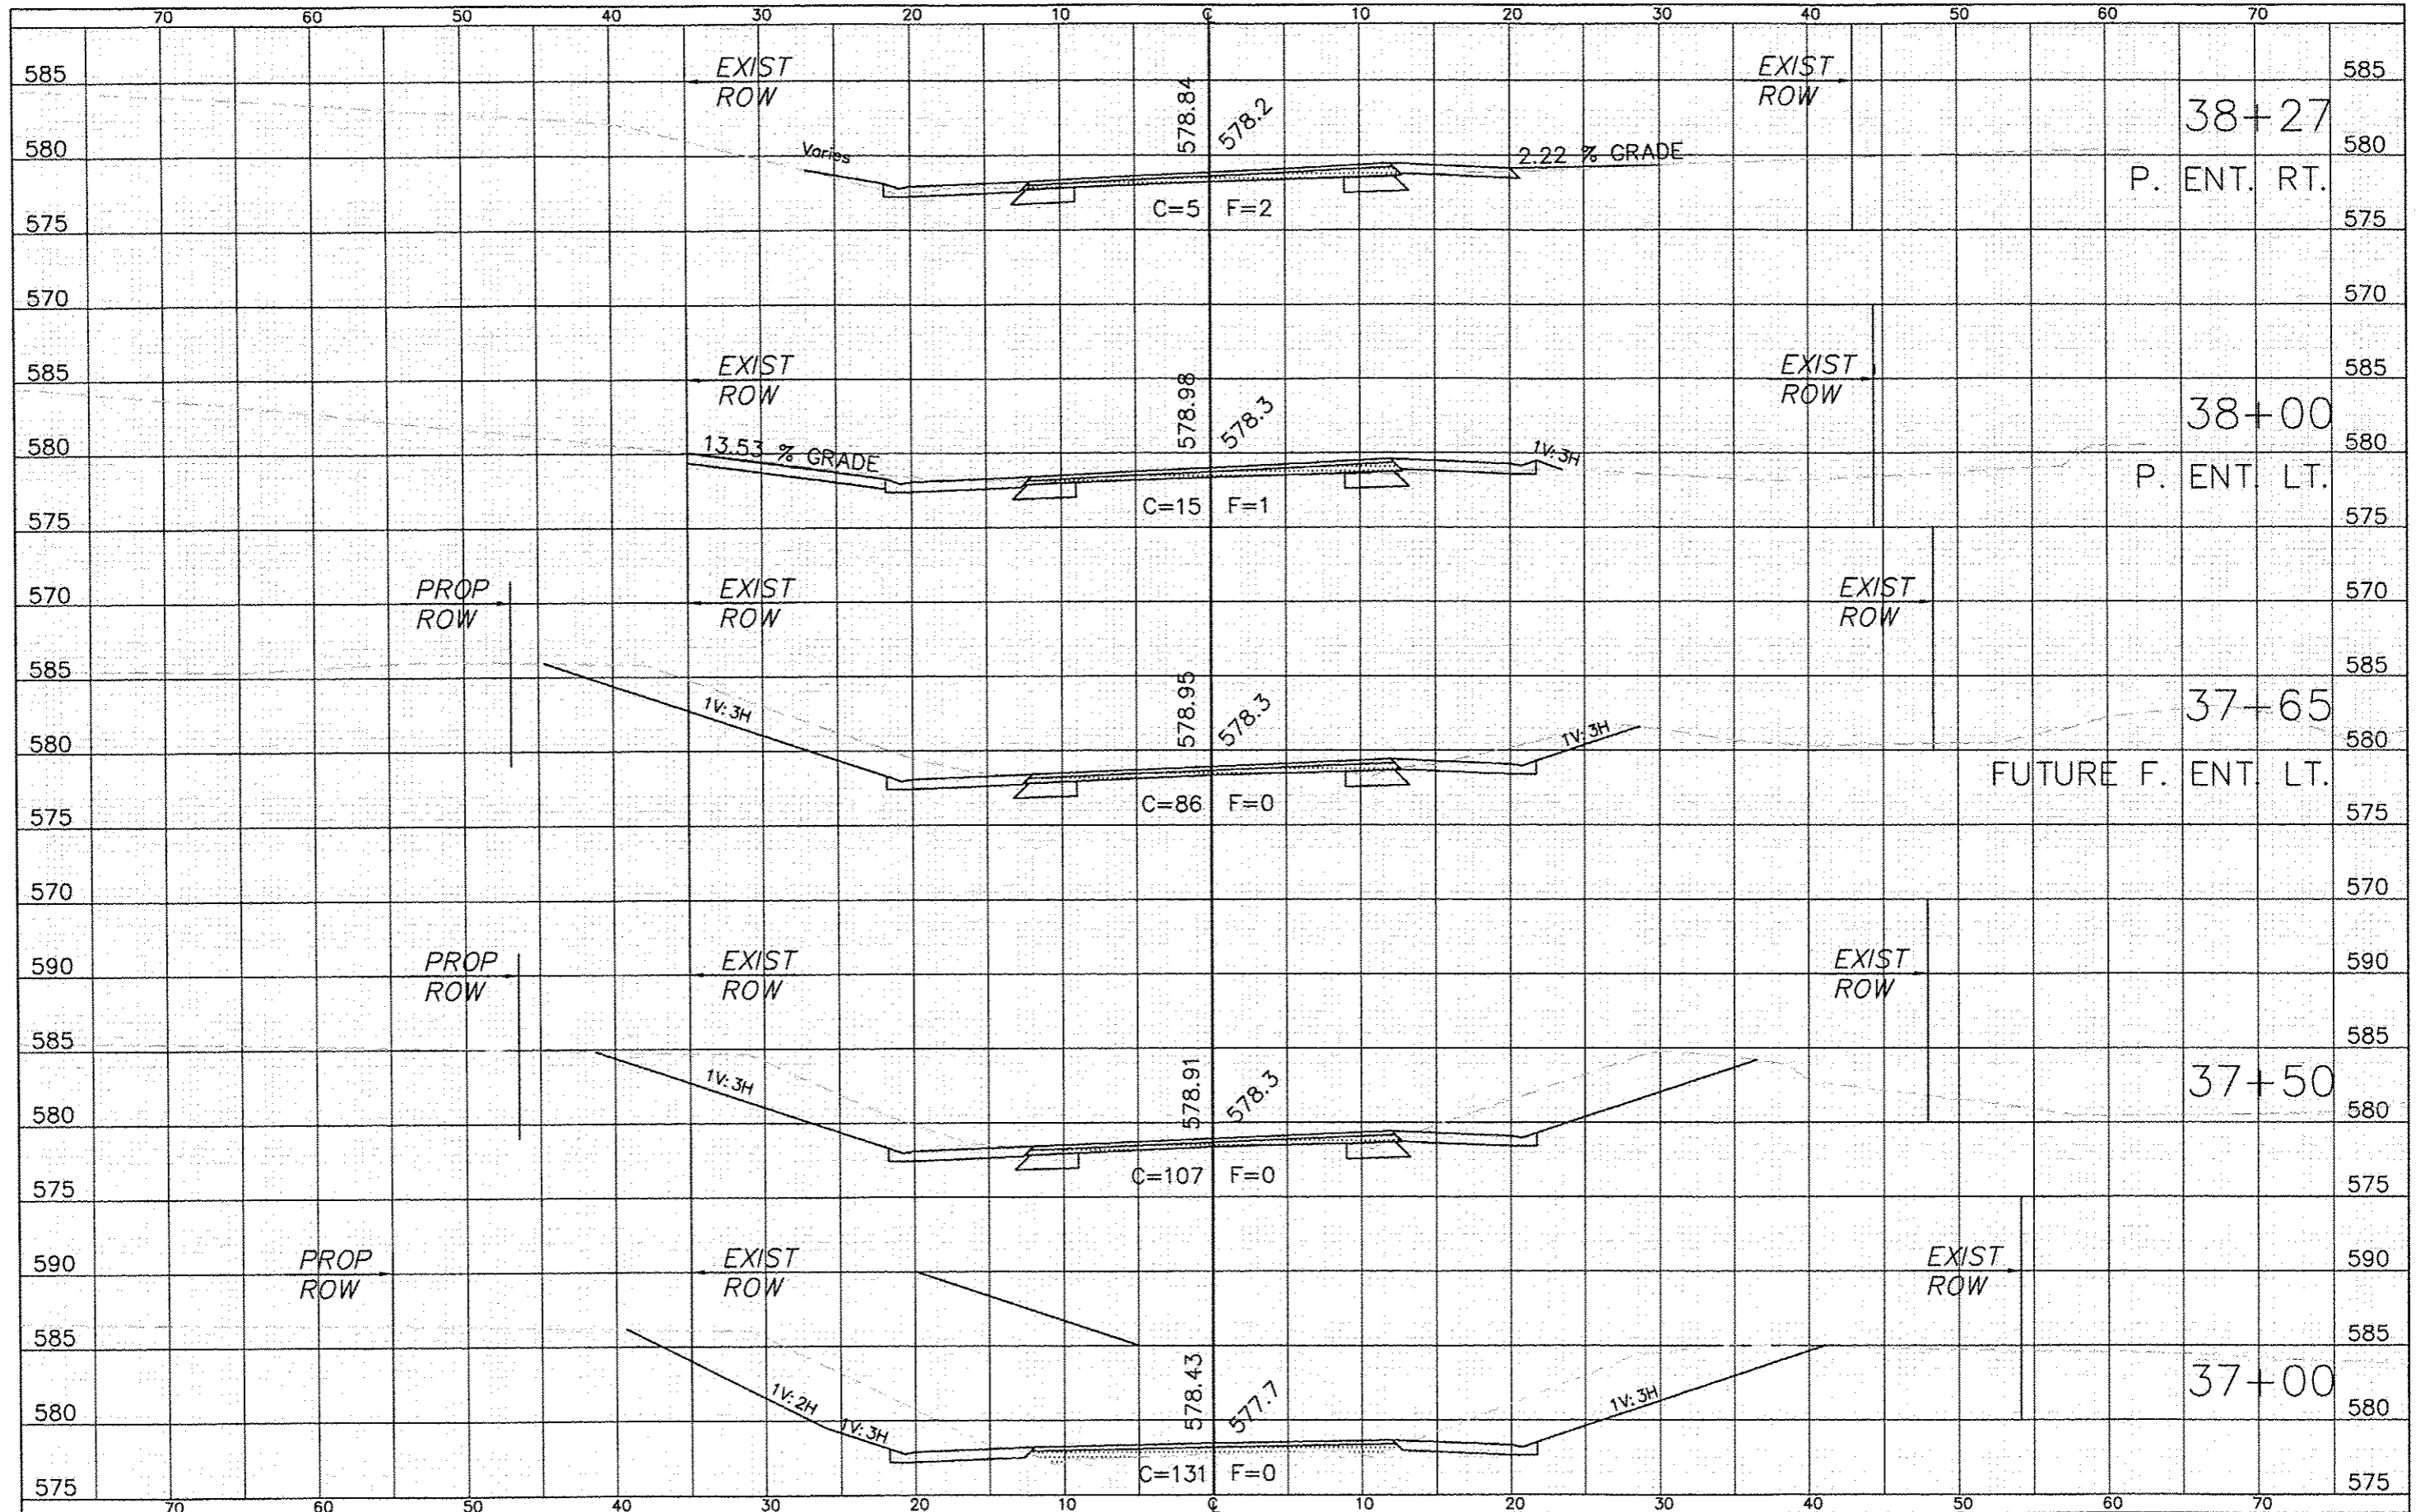 70 60 50 40 30 20 10 ℄ 10 20 30 40 50 60 70
585 EXIST ROW 578.84 578.2 EXIST ROW 585
38+27
580 Varies 2.22 % GRADE 580
P. ENT. RT.
C=5 F=2
575 575
570 570
585 EXIST ROW 578.98 578.3 EXIST ROW 585
38+00
580 13.53 % GRADE 1V:3H 580
P. ENT. LT.
C=15 F=1
575 575
570 PROP ROW EXIST ROW EXIST ROW 570
585 578.95 578.3 585
1V:3H 37+65
580 1V:3H 580
FUTURE F. ENT. LT.
C=86 F=0
575 575
570 570
590 PROP ROW EXIST ROW EXIST ROW 590
585 578.91 578.3 585
1V:3H 37+50
580 580
C=107 F=0
575 575
590 PROP ROW EXIST ROW EXIST ROW 590
585 578.43 577.7 585
1V:2H 1V:3H 37+00
580 1V:3H 580
C=131 F=0
575 575
70 60 50 40 30 20 10 ℄ 10 20 30 40 50 60 70